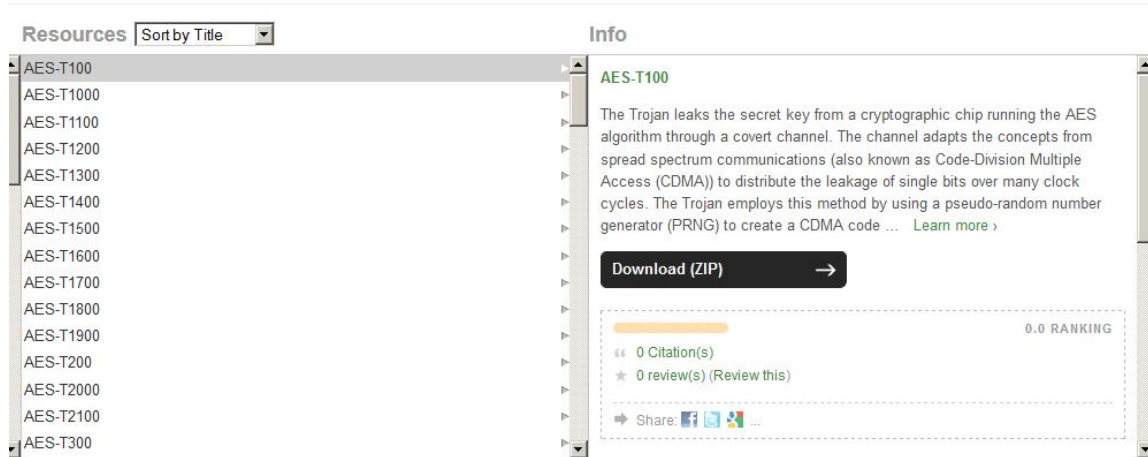 Resources Sort by Title
AES-T100
AES-T1000
AES-T1100
AES-T1200
AES-T1300
AES-T1400
AES-T1500
AES-T1600
AES-T1700
AES-T1800
AES-T1900
AES-T200
AES-T2000
AES-T2100
AES-T300
Info
AES-T100
The Trojan leaks the secret key from a cryptographic chip running the AES
algorithm through a covert channel. The channel adapts the concepts from
spread spectrum communications (also known as Code-Division Multiple
Access (CDMA)) to distribute the leakage of single bits over many clock
cycles. The Trojan employs this method by using a pseudo-random number
generator (PRNG) to create a CDMA code ... Learn more ›
Download (ZIP) →
0.0 RANKING
0 Citation(s)
0 review(s) (Review this)
Share: ...